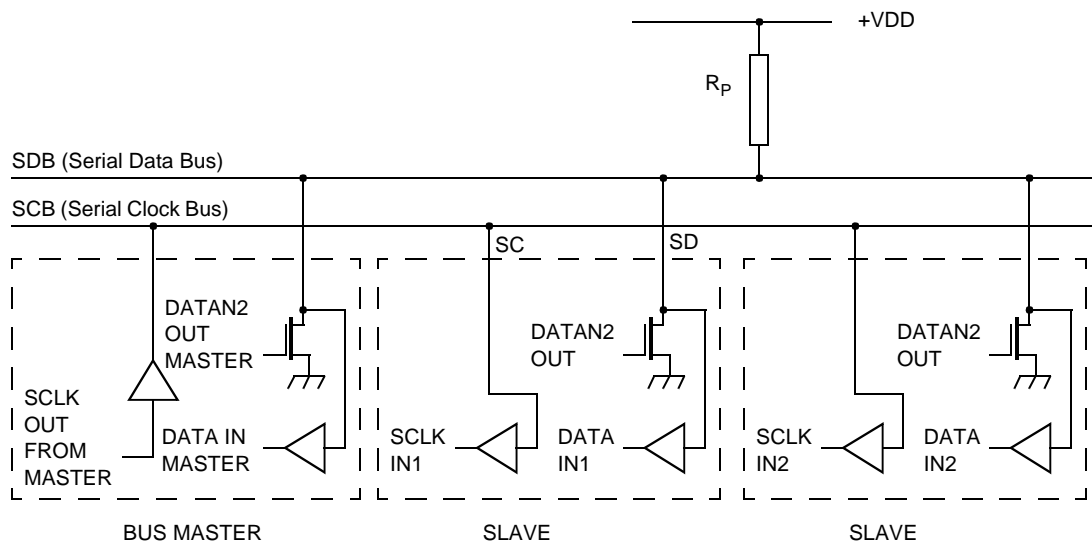 +VDD
RP
SDB (Serial Data Bus)
SCB (Serial Clock Bus)
SC
SD
DATAN2
OUT
MASTER
SCLK
OUT
FROM
MASTER
DATA IN
MASTER
DATAN2
OUT
SCLK
IN1
DATA
IN1
DATAN2
OUT
SCLK
IN2
DATA
IN2
BUS MASTER
SLAVE
SLAVE